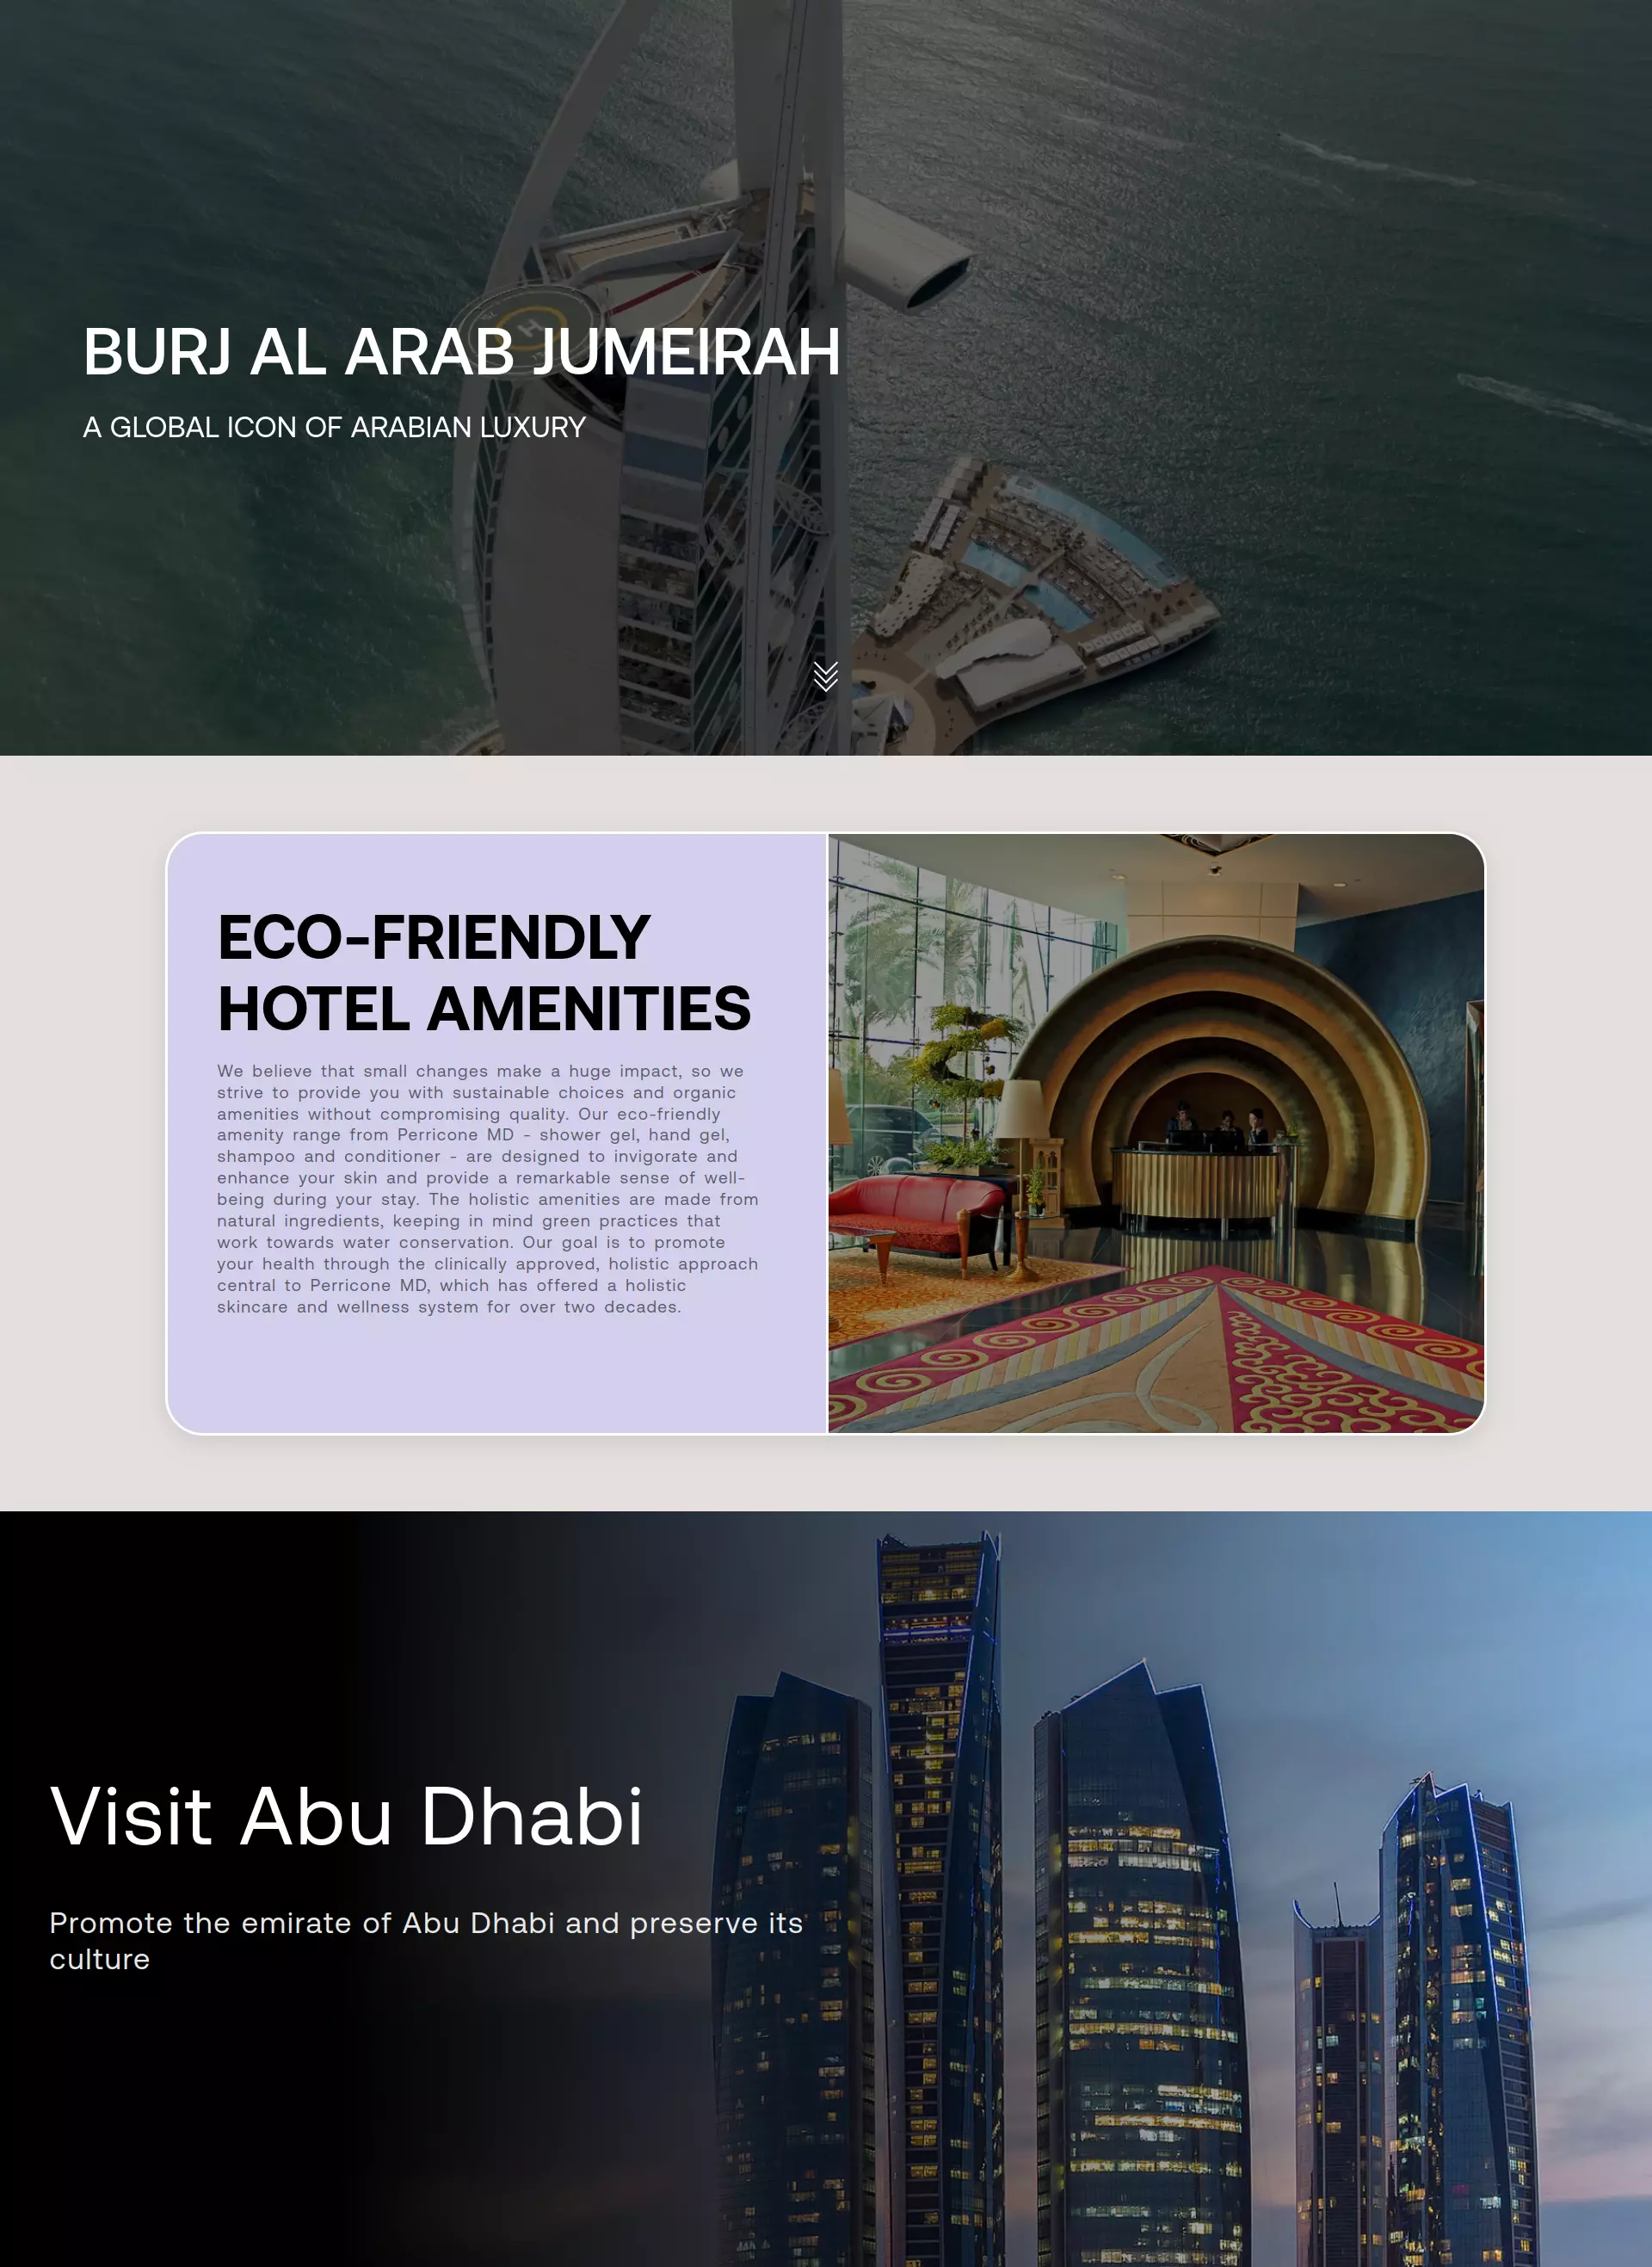 BURJ AL ARAB JUMEIRAH
A GLOBAL ICON OF ARABIAN LUXURY
ECO-FRIENDLY
HOTEL AMENITIES
We believe that small changes make a huge impact, so we
strive to provide you with sustainable choices and organic
amenities without compromising quality. Our eco-friendly
amenity range from Perricone MD - shower gel, hand gel,
shampoo and conditioner - are designed to invigorate and
enhance your skin and provide a remarkable sense of well-
being during your stay. The holistic amenities are made from
natural ingredients, keeping in mind green practices that
work towards water conservation. Our goal is to promote
your health through the clinically approved, holistic approach
central to Perricone MD, which has offered a holistic
skincare and wellness system for over two decades.
Visit Abu Dhabi
Promote the emirate of Abu Dhabi and preserve its
culture